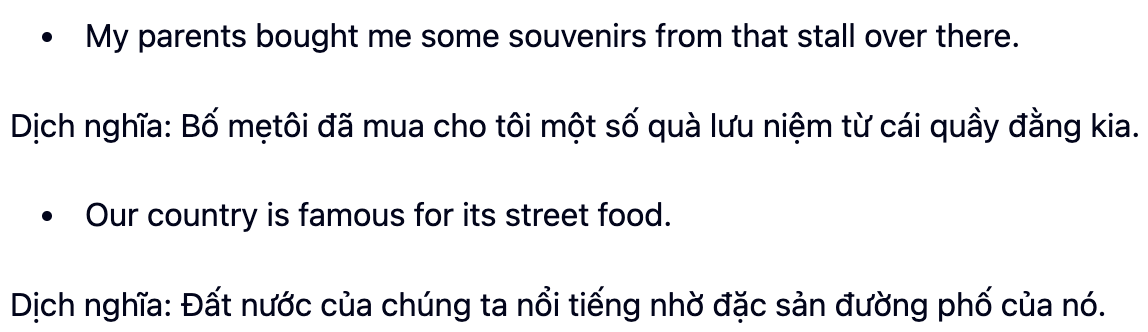 • My parents bought me some souvenirs from that stall over there.
Dịch nghĩa: Bố mẹtôi đã mua cho tôi một số quà lưu niệm từ cái quầy đằng kia.
• Our country is famous for its street food.
Dịch nghĩa: Đất nước của chúng ta nổi tiếng nhờ đặc sản đường phố của nó.